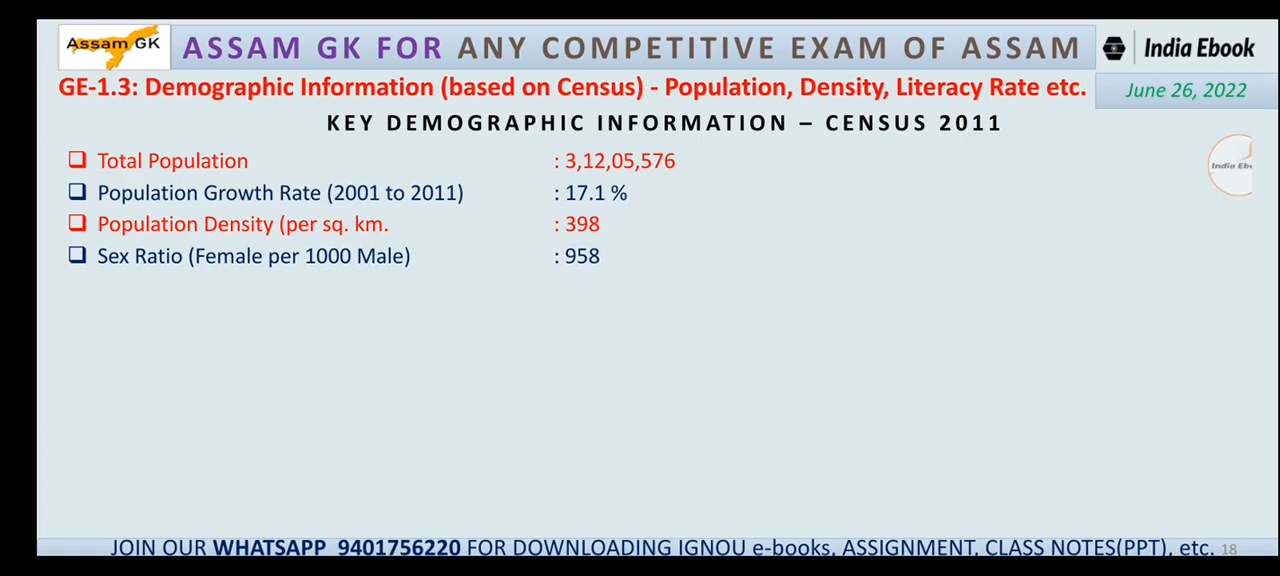 Assam GK
ASSAM GK FOR ANY COMPETITIVE EXAM OF ASSAM
India Ebook
GE-1.3: Demographic Information (based on Census) - Population, Density, Literacy Rate etc.
June 26, 2022
KEY DEMOGRAPHIC INFORMATION – CENSUS 2011
❑ Total Population : 3,12,05,576
❑ Population Growth Rate (2001 to 2011) : 17.1 %
❑ Population Density (per sq. km. : 398
❑ Sex Ratio (Female per 1000 Male) : 958
India Eb
JOIN OUR WHATSAPP 9401756220 FOR DOWNLOADING IGNOU e-books, ASSIGNMENT, CLASS NOTES(PPT), etc. 18